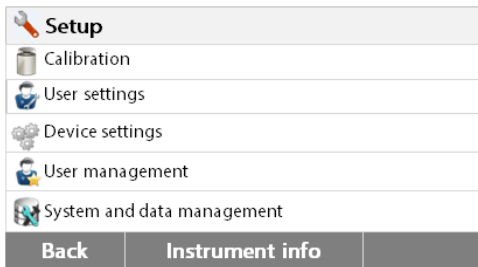 Setup
Calibration
User settings
Device settings
User management
System and data management
Back Instrument info